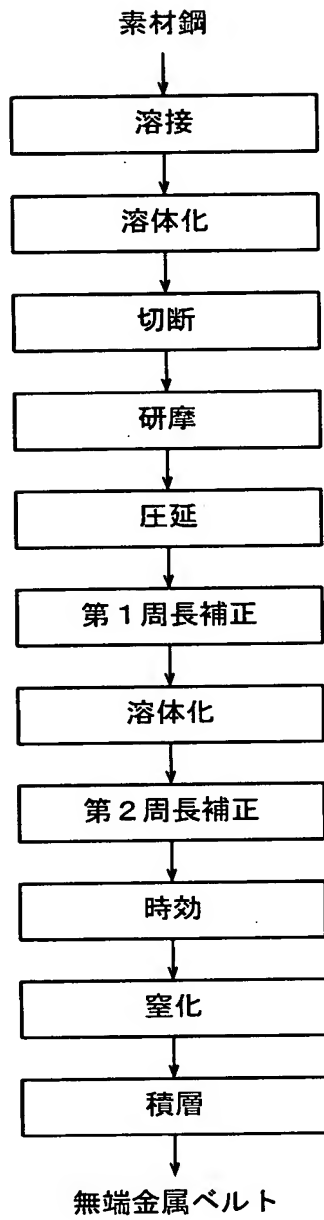 素材鋼
溶接
溶体化
切断
研摩
圧延
第1周長補正
溶体化
第2周長補正
時効
窒化
積層
無端金属ベルト